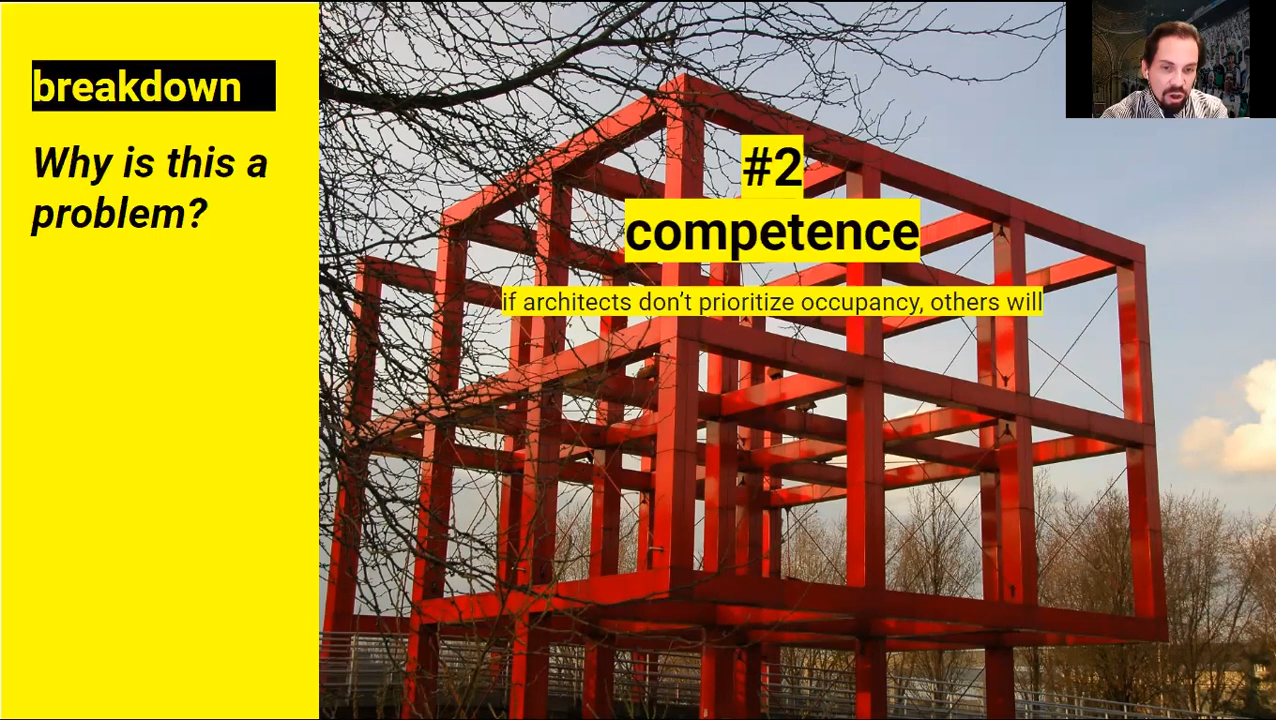 breakdown
Why is this a
problem?
#2
competence
if architects don’t prioritize occupancy, others will